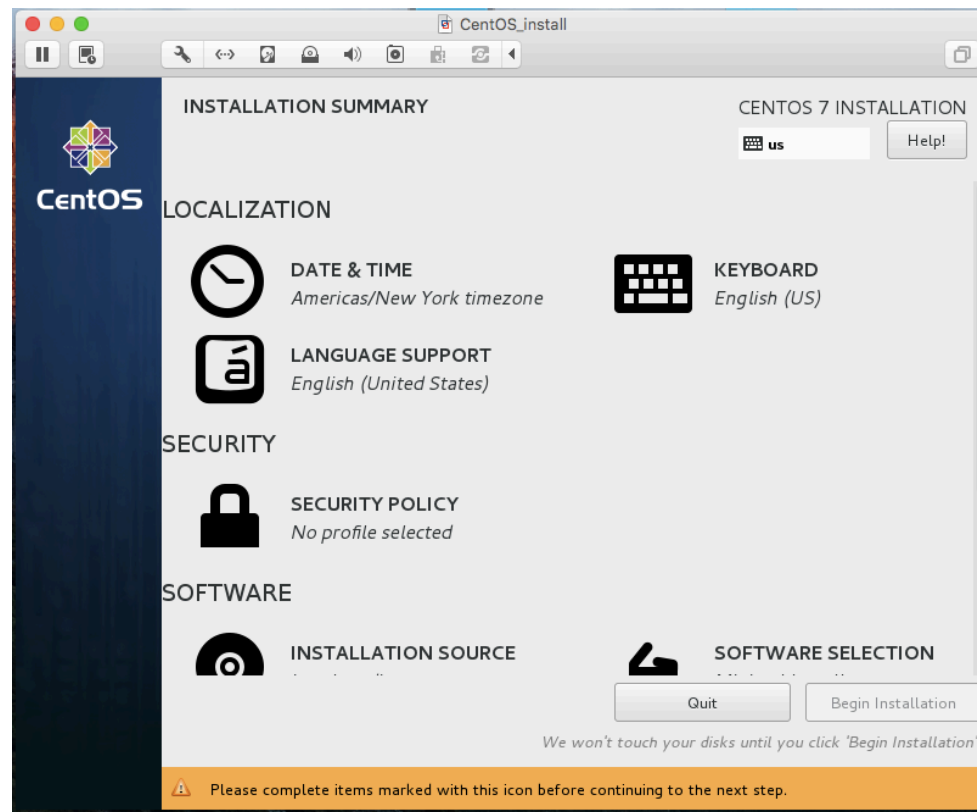 CentOS_install
INSTALLATION SUMMARY
CENTOS 7 INSTALLATION
us
Help!
CentOS
LOCALIZATION
DATE & TIME
Americas/New York timezone
KEYBOARD
English (US)
á
LANGUAGE SUPPORT
English (United States)
SECURITY
SECURITY POLICY
No profile selected
SOFTWARE
INSTALLATION SOURCE
SOFTWARE SELECTION
Quit
Begin Installation
We won't touch your disks until you click 'Begin Installation'
Please complete items marked with this icon before continuing to the next step.